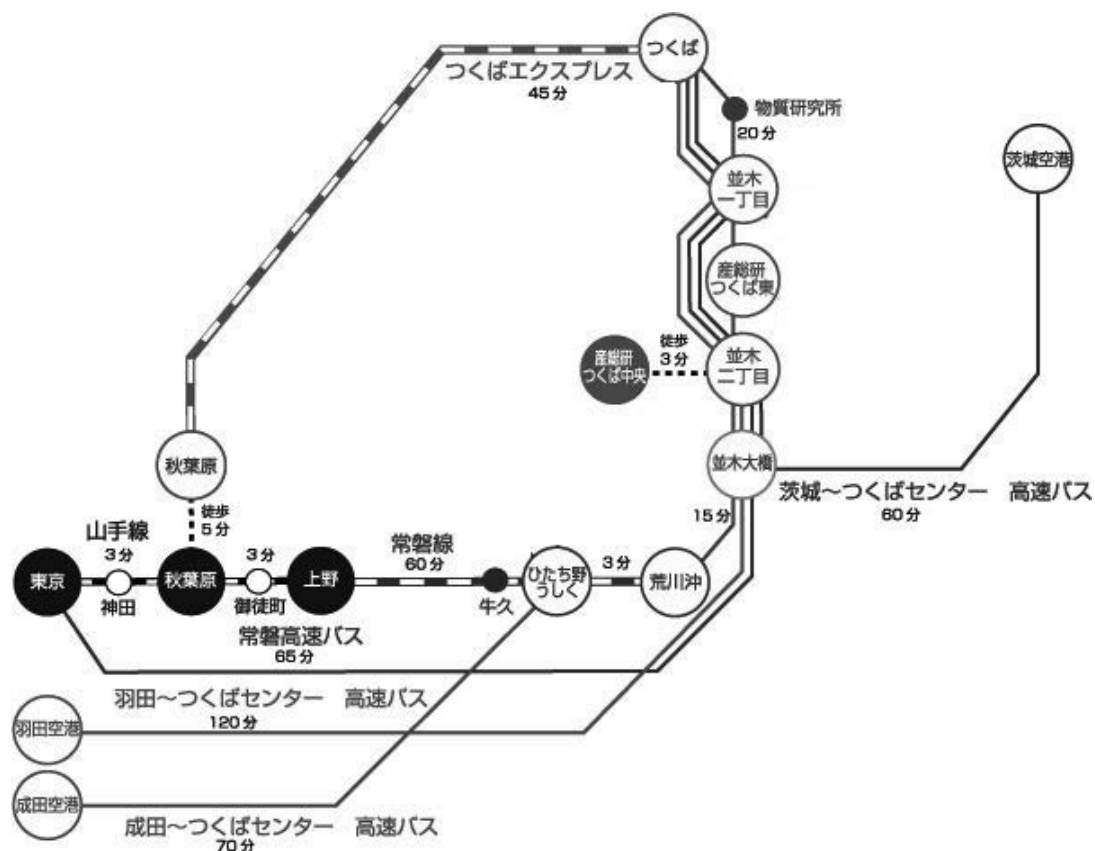 つくば
つくばエクスプレス
45分
物質研究所
20分
茨城空港
並木
一丁目
産総研
つくば東
徒歩
3分
産総研
つくば中央
並木
二丁目
秋葉原
並木大橋
茨城～つくばセンター 高速バス
60分
徒歩
5分
15分
山手線
3分
3分
常磐線
60分
3分
東京
秋葉原
上野
ひたち野
うしく
荒川沖
神田
御徒町
牛久
常磐高速バス
65分
羽田～つくばセンター 高速バス
120分
羽田空港
成田空港
成田～つくばセンター 高速バス
70分